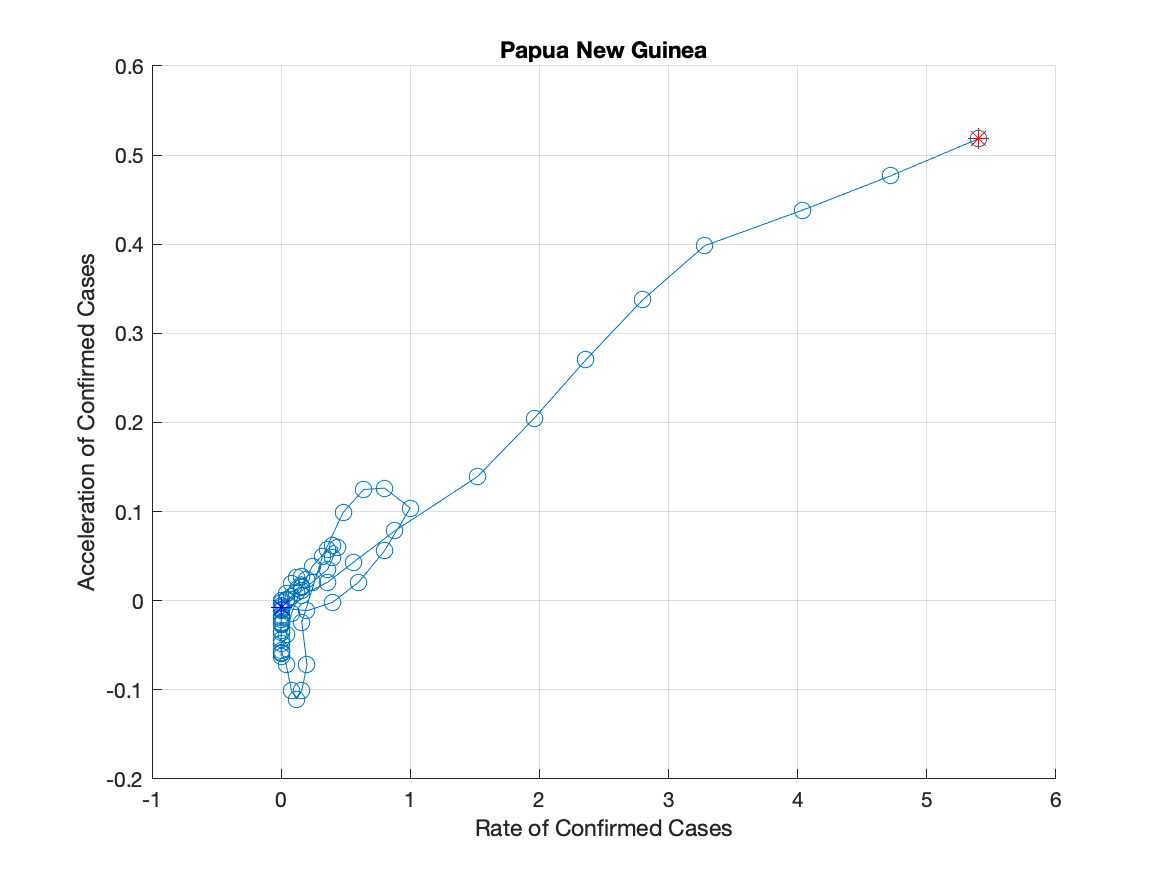 Papua New Guinea
0.6
0.5
0.4
0.3
0.2
0.1
0
-0.1
-0.2
Acceleration of Confirmed Cases
-1 0 1 2 3 4 5 6
Rate of Confirmed Cases